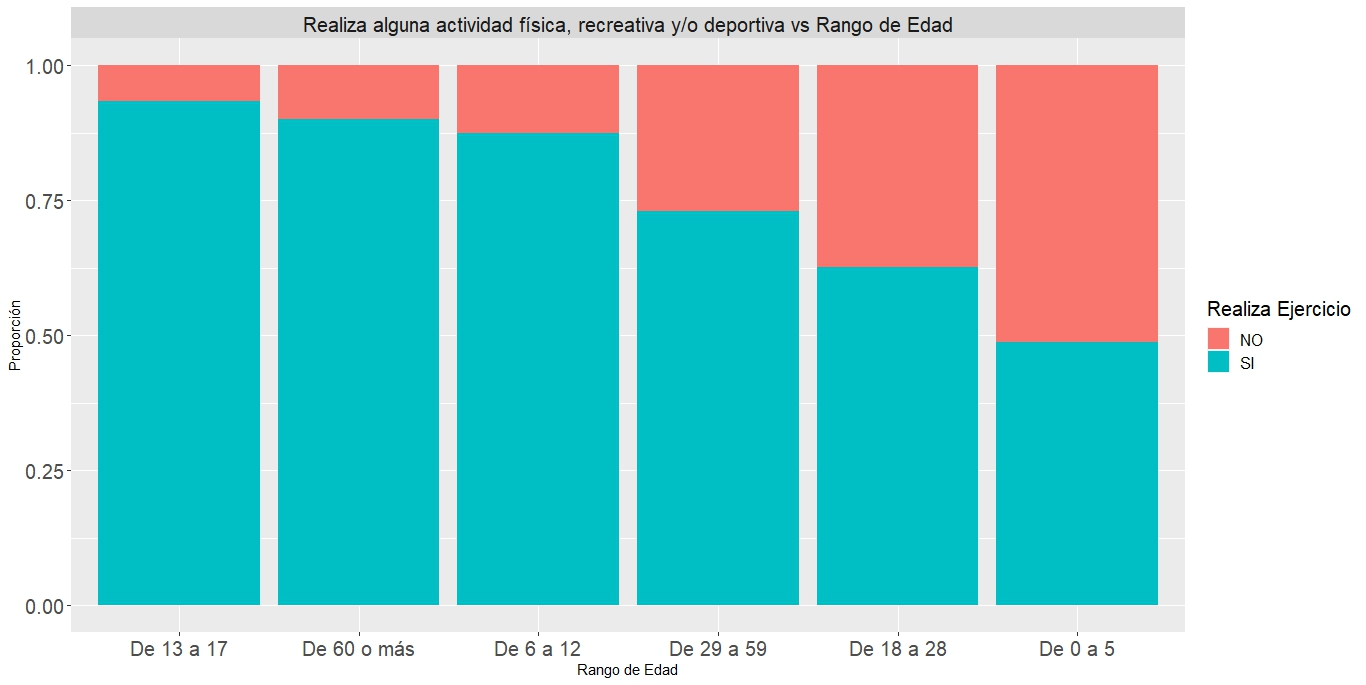 Realiza alguna actividad física, recreativa y/o deportiva vs Rango de Edad
1.00
0.75
0.50
0.25
0.00
Proporción
De 13 a 17
De 60 o más
De 6 a 12
De 29 a 59
De 18 a 28
De 0 a 5
Rango de Edad
Realiza Ejercicio
NO
SI